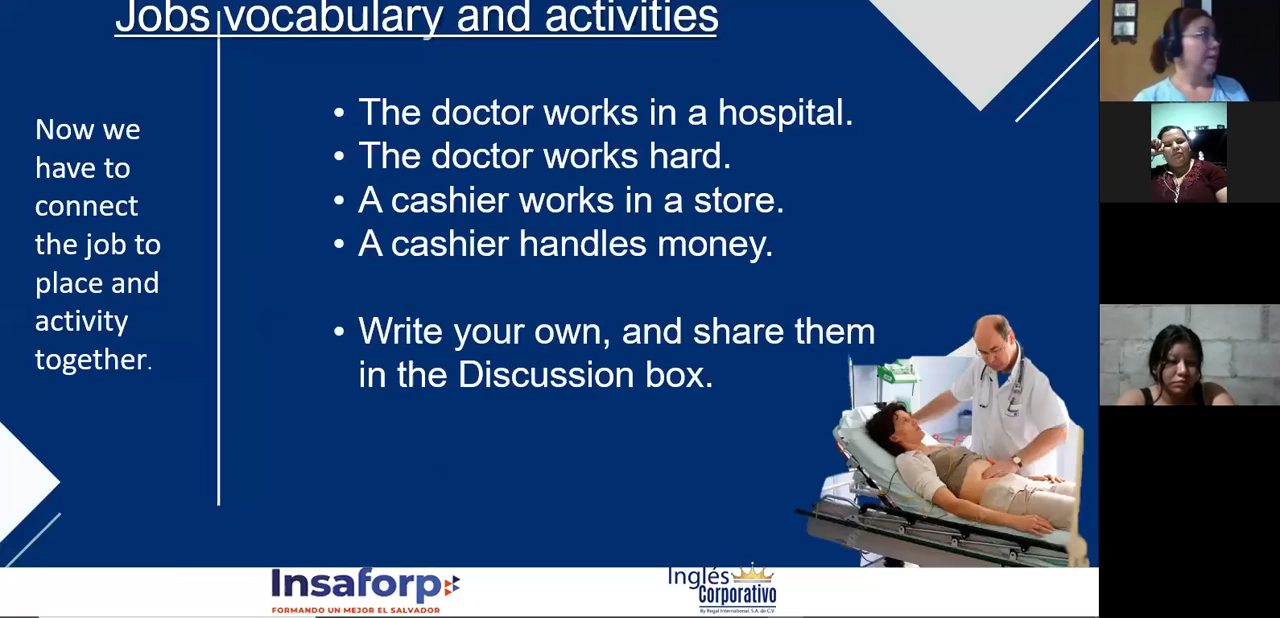 Jobs vocabulary and activities
Now we
have to
connect
the job to
place and
activity
together.
• The doctor works in a hospital.
• The doctor works hard.
• A cashier works in a store.
• A cashier handles money.
• Write your own, and share them
in the Discussion box.
Insaforp
FORMANDO UN MEJOR EL SALVADOR
Inglés
Corporativo
By Regal International, S.A. de C.V.